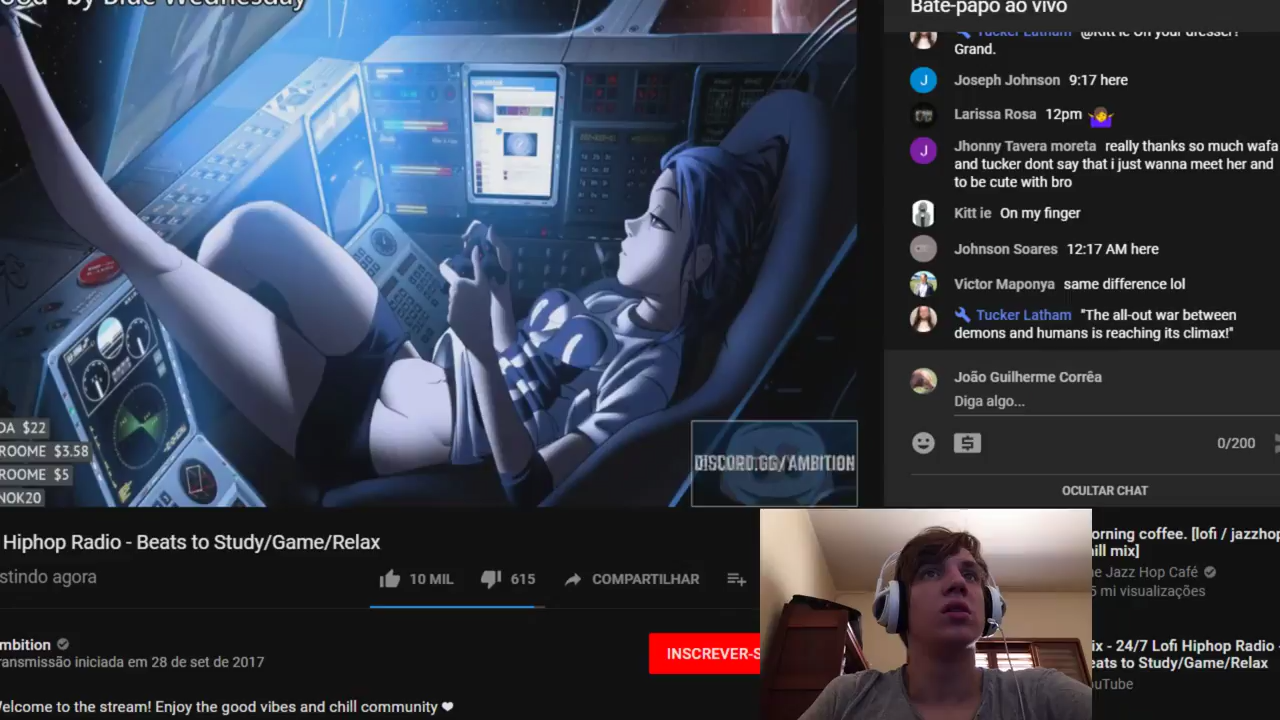 by Blue Wednesday
Bate-papo ao vivo
Tucker Latham @Kitt ie On your dresser?
Grand.
Joseph Johnson 9:17 here
Larissa Rosa 12pm 🤷
Jhonny Tavera moreta really thanks so much wafa
and tucker dont say that i just wanna meet her and
to be cute with bro
Kitt ie On my finger
Johnson Soares 12:17 AM here
Victor Maponya same difference lol
Tucker Latham "The all-out war between
demons and humans is reaching its climax!"
João Guilherme Corrêa
Diga algo...
0/200
OCULTAR CHAT
DA $22
ROOME $3.58
ROOME $5
NOK20
DISCORD.GG/AMBITION
Hiphop Radio - Beats to Study/Game/Relax
stindo agora
10 MIL
615
COMPARTILHAR
mbition
ransmissão iniciada em 28 de set de 2017
INSCREVER-S
Welcome to the stream! Enjoy the good vibes and chill community ❤
orning coffee. [lofi / jazzhop
ill mix]
e Jazz Hop Café
mi visualizações
ix - 24/7 Lofi Hiphop Radio -
eats to Study/Game/Relax
uTube